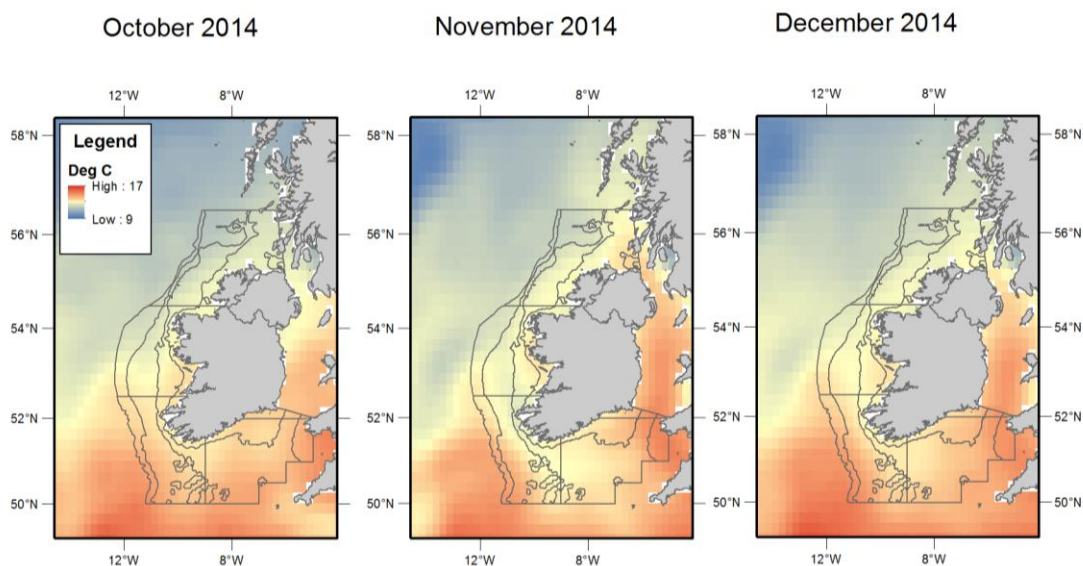 October 2014
November 2014
December 2014
12°W 8°W
12°W 8°W
12°W 8°W
58°N 58°N 58°N
Legend
Deg C
High : 17
Low : 9
56°N 56°N 56°N
54°N 54°N 54°N
52°N 52°N 52°N
50°N 50°N 50°N
12°W 8°W
12°W 8°W
12°W 8°W